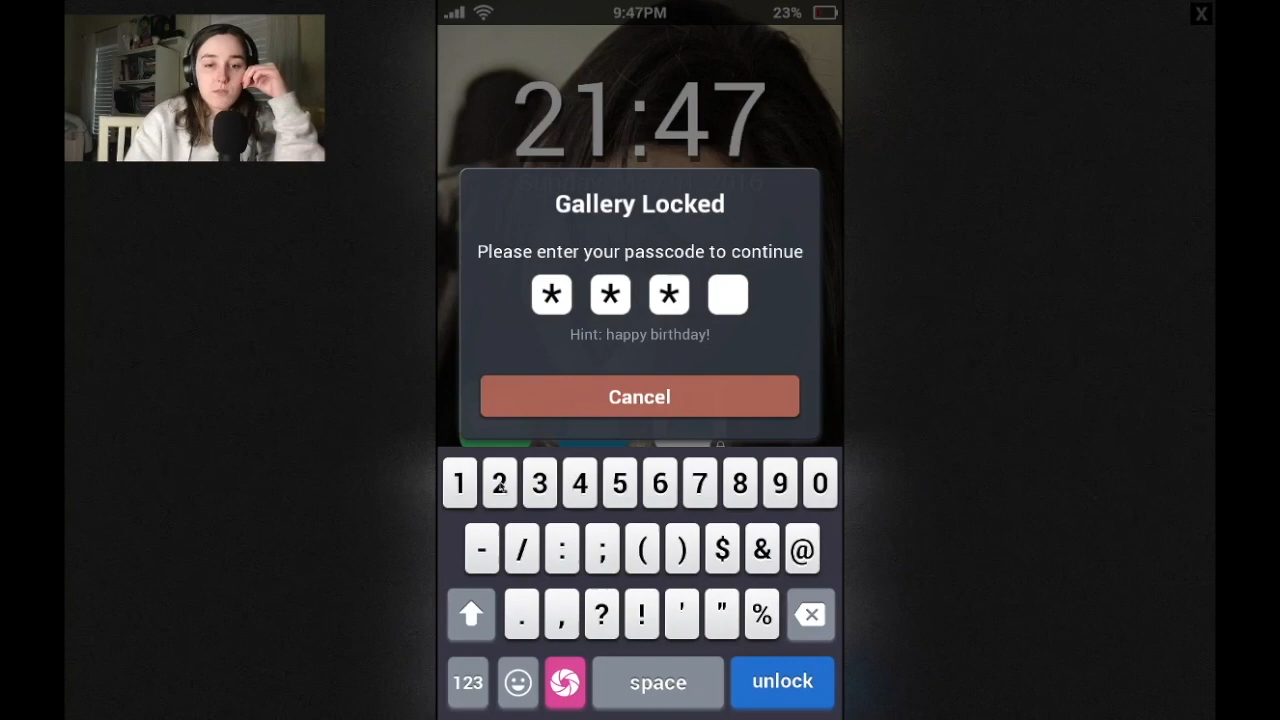 9:47PM
23%
X
21:47
Gallery Locked
Please enter your passcode to continue
* * *
Hint: happy birthday!
Cancel
1 2 3 4 5 6 7 8 9 0
- / : ; ( ) $ & @
. , ? ! ' " %
123 space unlock